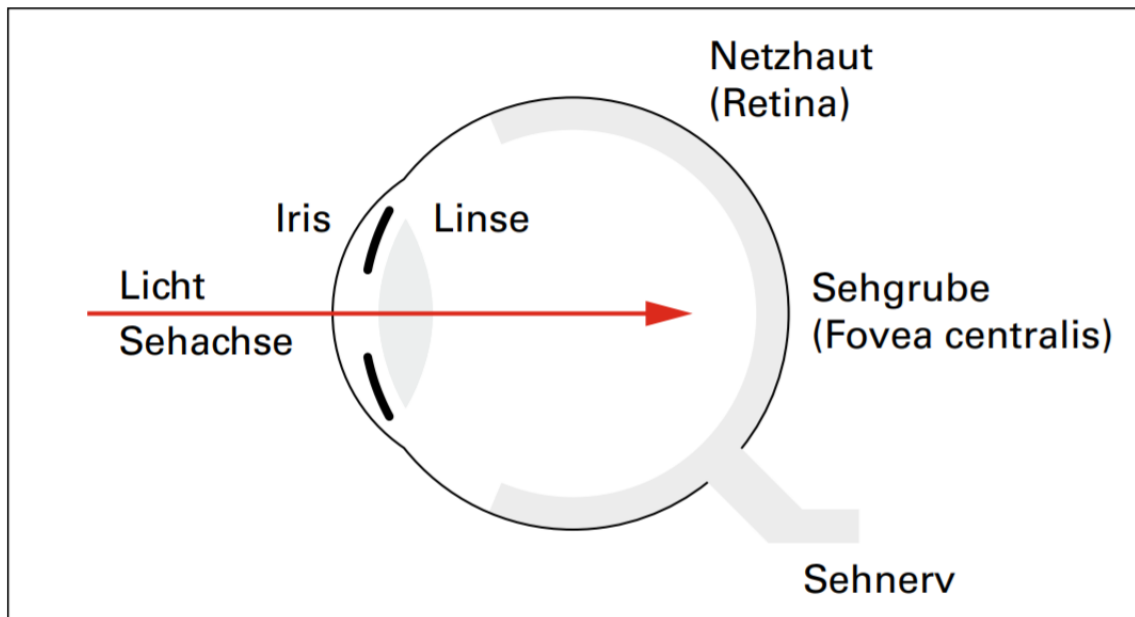 Netzhaut
(Retina)
Iris
Linse
Licht
Sehachse
Sehgrube
(Fovea centralis)
Sehnerv